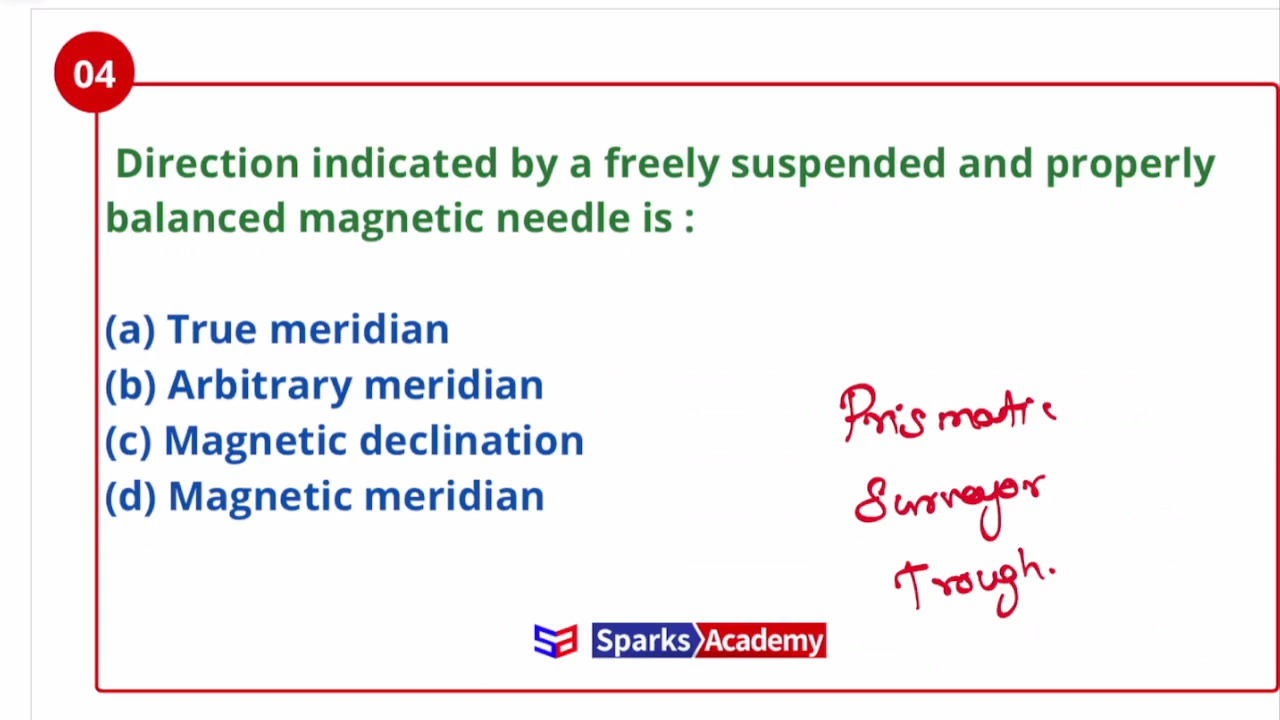 04
Direction indicated by a freely suspended and properly
balanced magnetic needle is :
(a) True meridian
(b) Arbitrary meridian
(c) Magnetic declination
(d) Magnetic meridian
Prismatic
Surveyor
Trough.
Sparks Academy